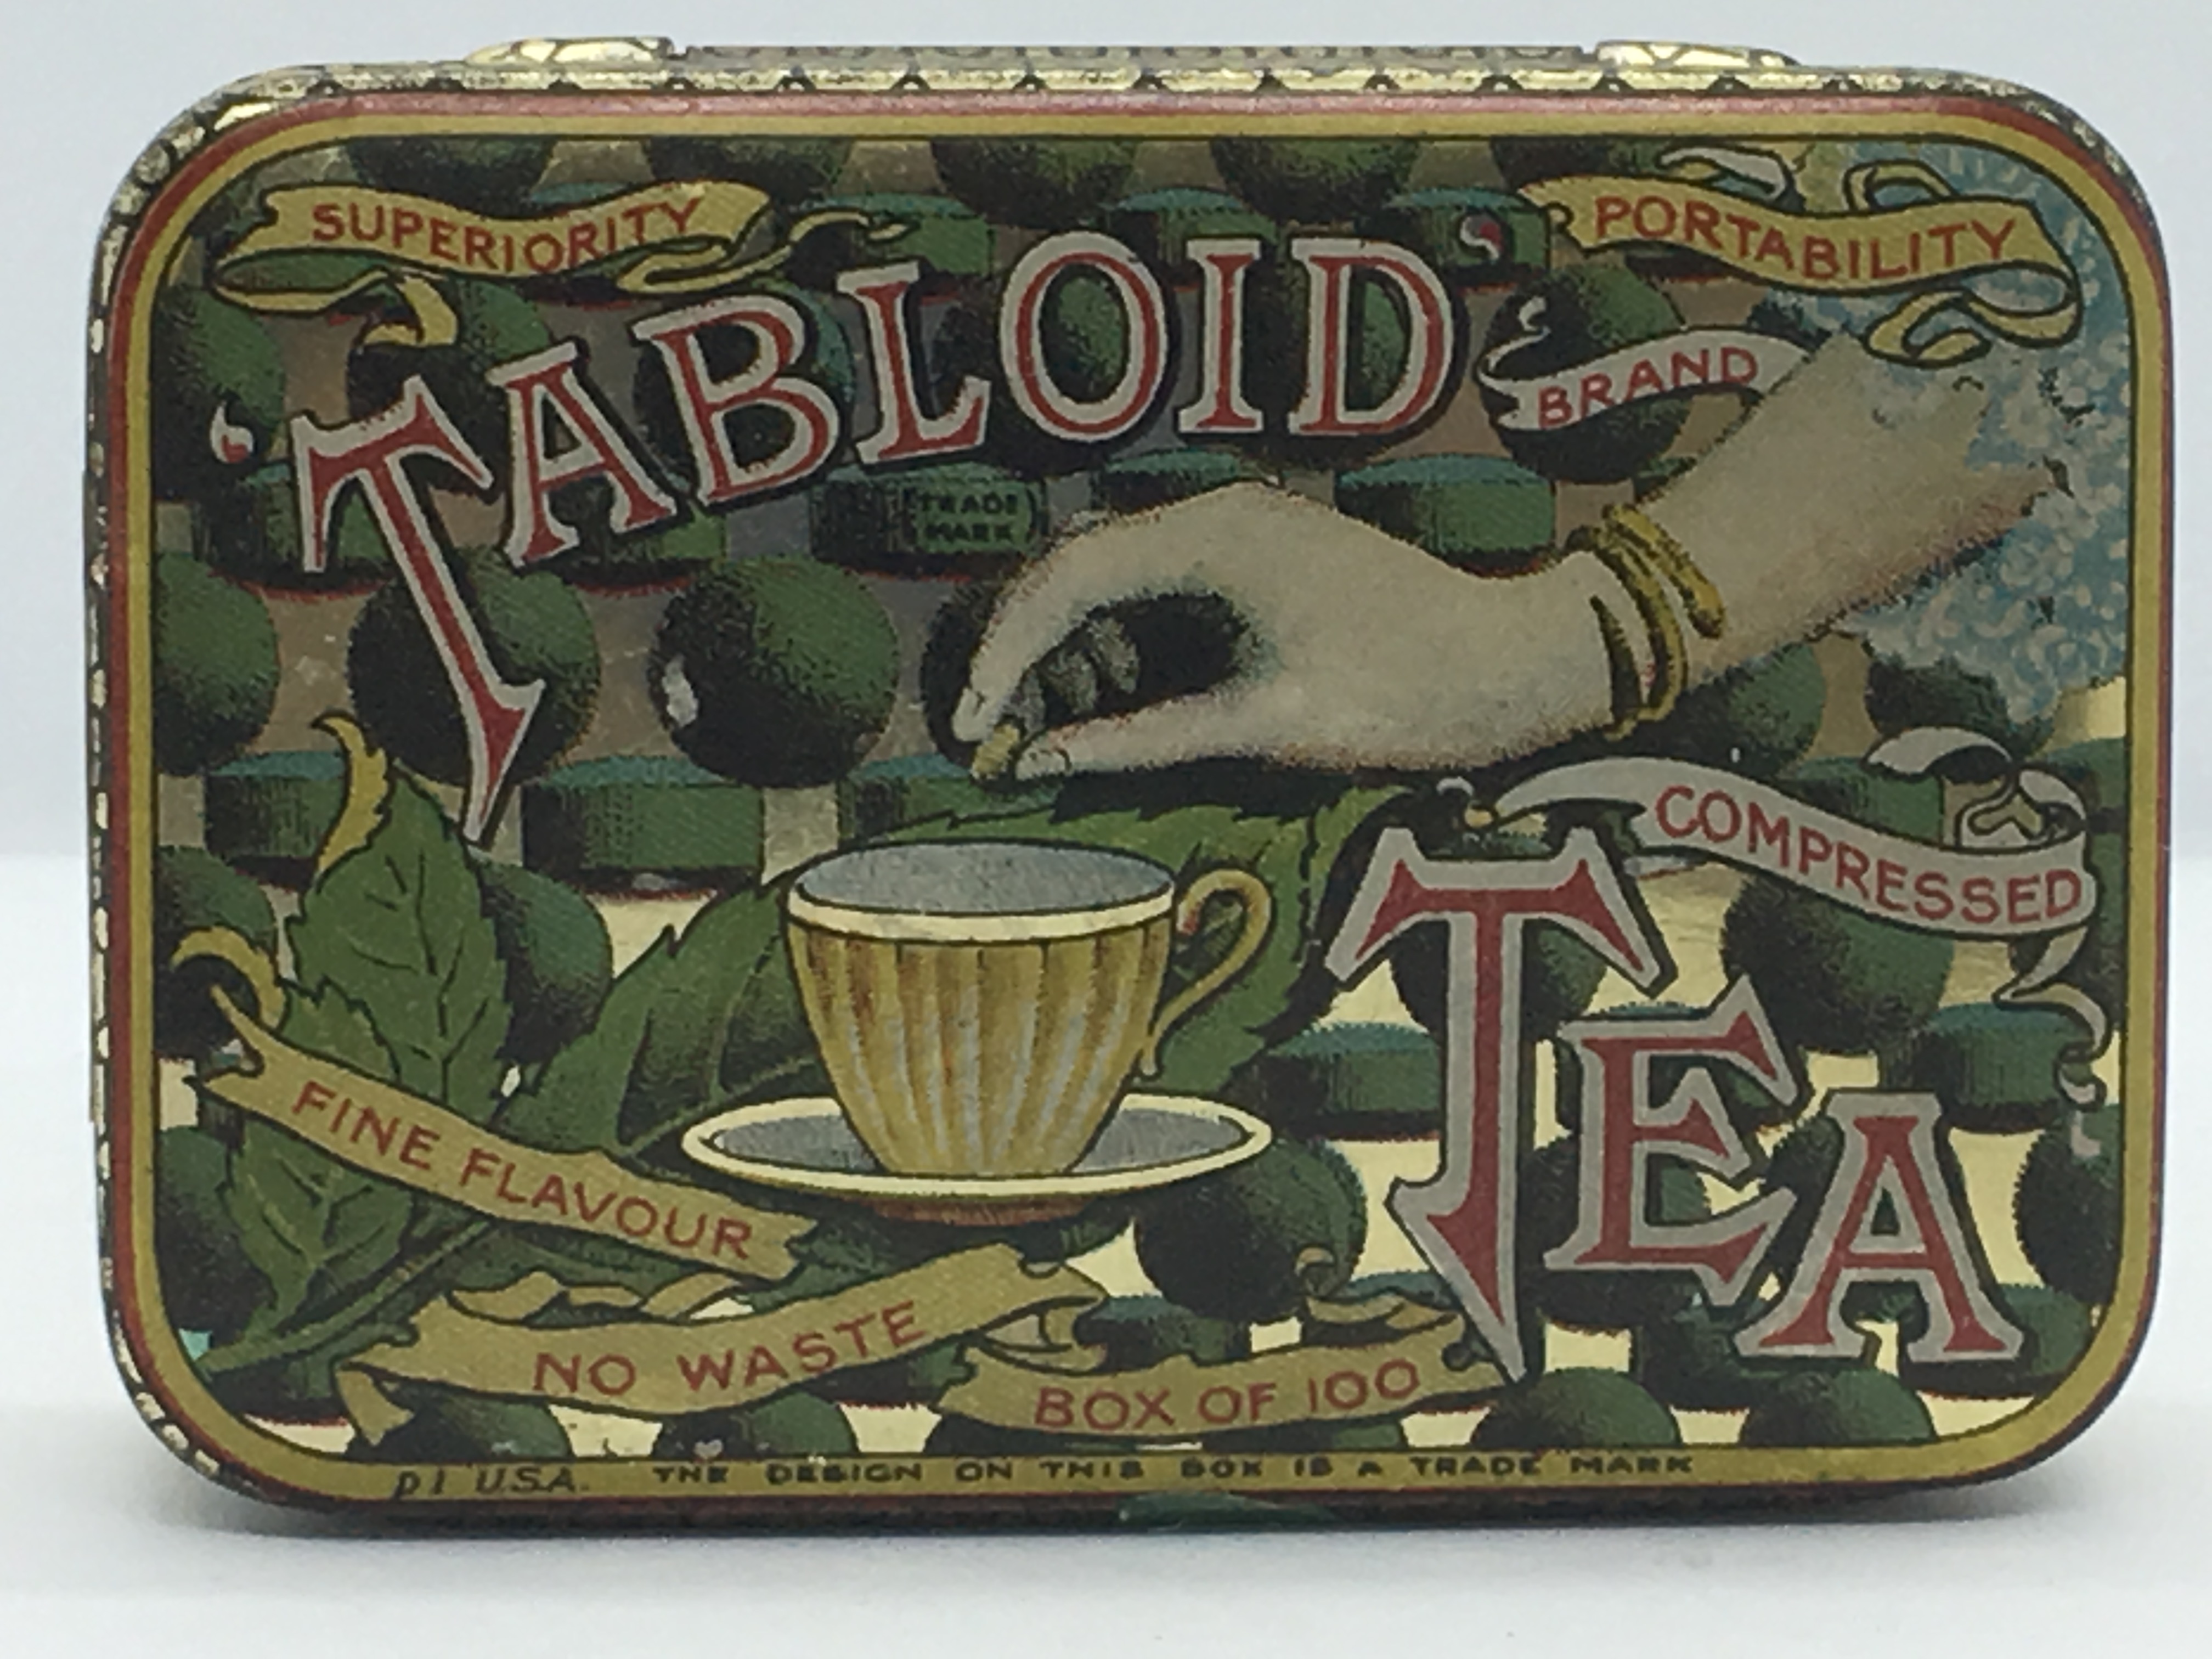 SUPERIORITY
PORTABILITY
'TABLOID'
BRAND
TRADE
MARK
COMPRESSED
TEA
FINE FLAVOUR
NO WASTE
BOX OF 100
p1 U.S.A. THE DESIGN ON THIS BOX IS A TRADE MARK